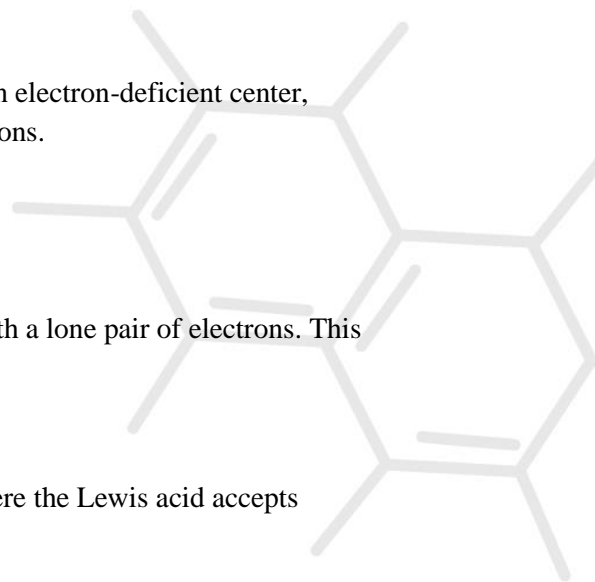 n electron-deficient center,
ons.
th a lone pair of electrons. This
ere the Lewis acid accepts